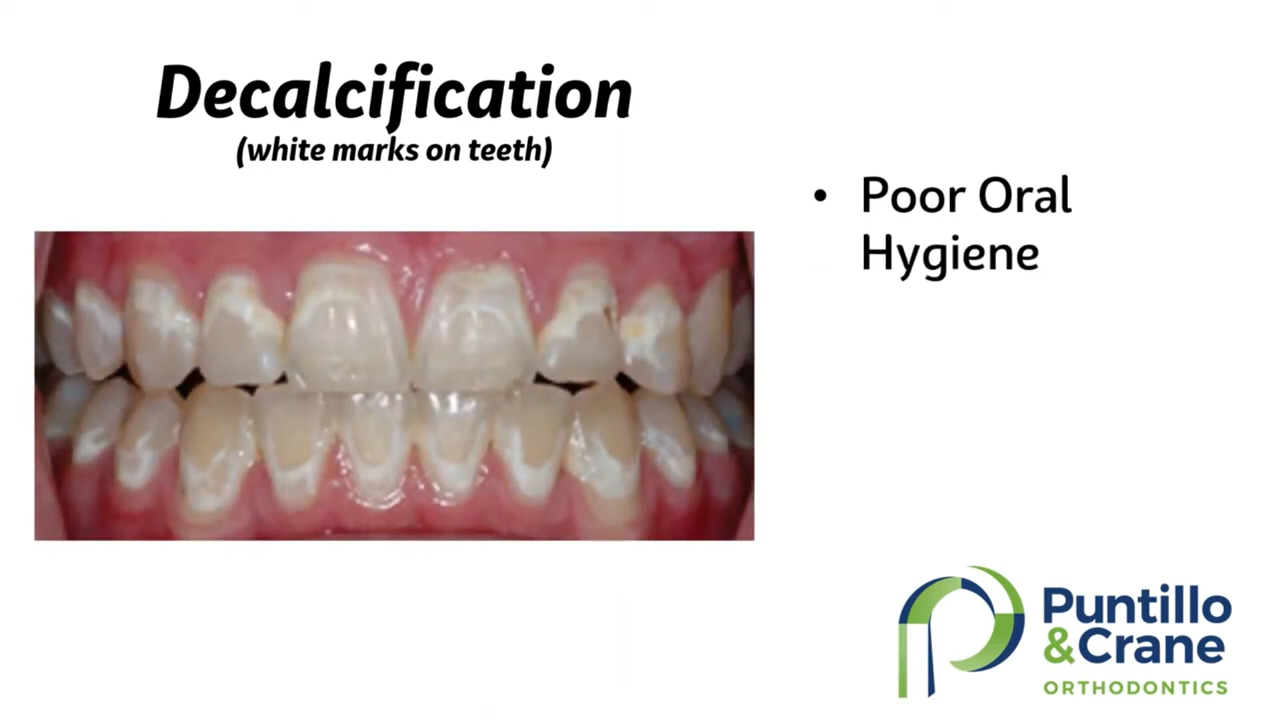 Decalcification
(white marks on teeth)
• Poor Oral
Hygiene
Puntillo
&Crane
ORTHODONTICS